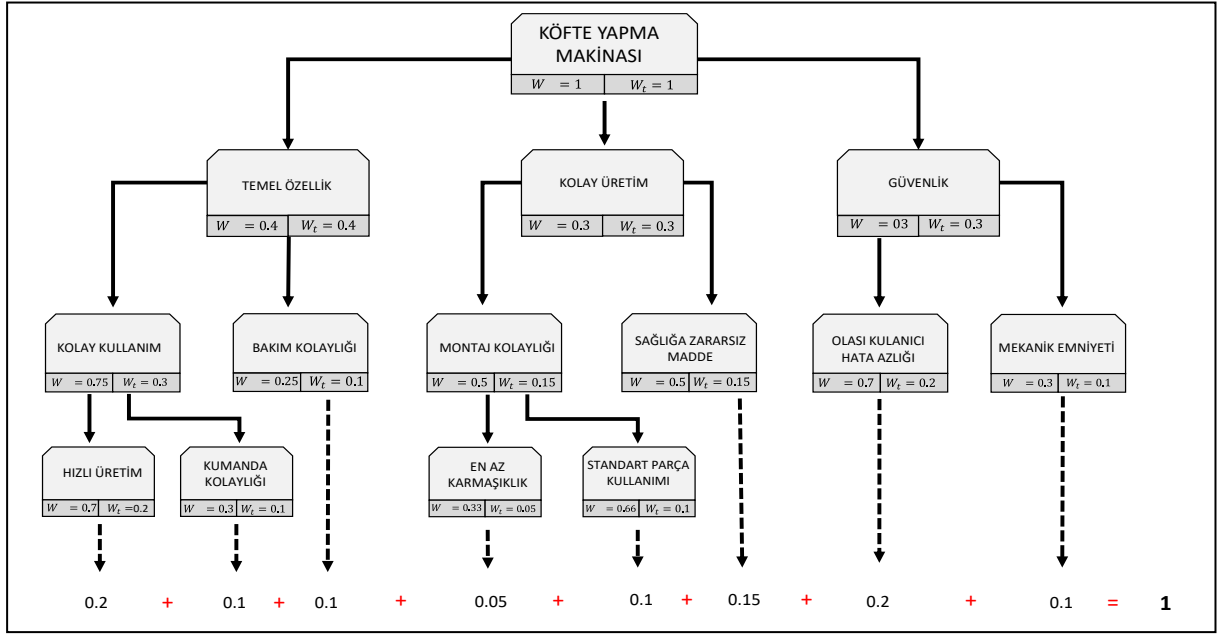 KÖFTE YAPMA
MAKİNASI
W = 1 W_t = 1
TEMEL ÖZELLİK
W = 0.4 W_t = 0.4
KOLAY ÜRETİM
W = 0.3 W_t = 0.3
GÜVENLİK
W = 03 W_t = 0.3
KOLAY KULLANIM
W = 0.75 W_t = 0.3
BAKIM KOLAYLIĞI
W = 0.25 W_t = 0.1
MONTAJ KOLAYLIĞI
W = 0.5 W_t = 0.15
SAĞLIĞA ZARARSIZ
MADDE
W = 0.5 W_t = 0.15
OLASI KULANICI
HATA AZLIĞI
W = 0.7 W_t = 0.2
MEKANİK EMNİYETİ
W = 0.3 W_t = 0.1
HIZLI ÜRETİM
W = 0.7 W_t =0.2
KUMANDA
KOLAYLIĞI
W = 0.3 W_t = 0.1
EN AZ
KARMAŞIKLIK
W = 0.33 W_t = 0.05
STANDART PARÇA
KULLANIMI
W = 0.66 W_t = 0.1
0.2 + 0.1 + 0.1 + 0.05 + 0.1 + 0.15 + 0.2 + 0.1 = 1